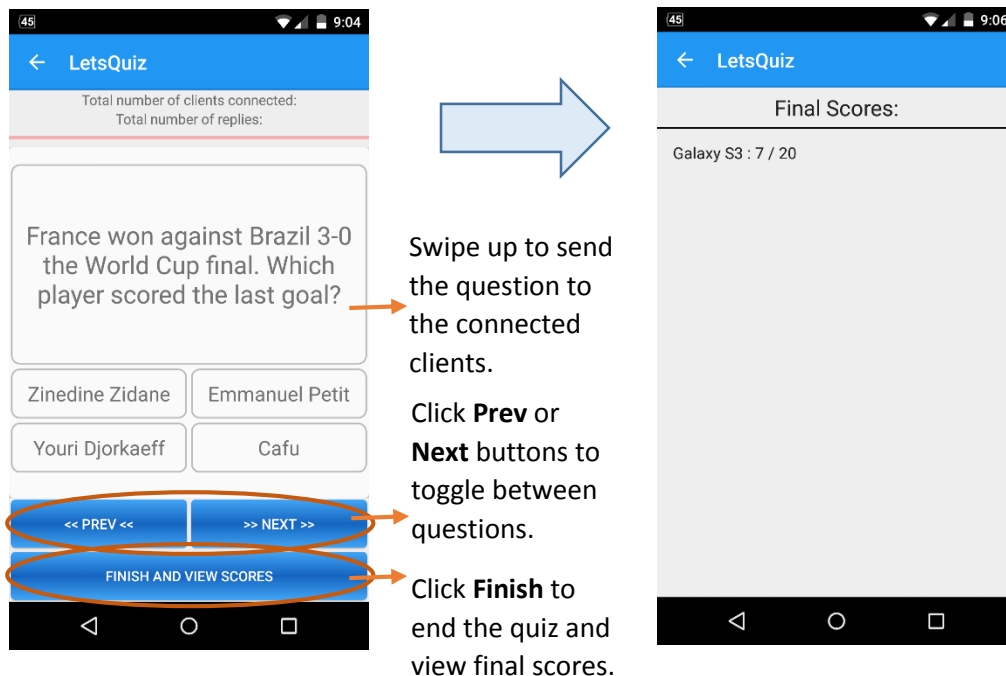 45
9:04
LetsQuiz
Total number of clients connected:
Total number of replies:
France won against Brazil 3-0
the World Cup final. Which
player scored the last goal?
Zinedine Zidane
Emmanuel Petit
Youri Djorkaeff
Cafu
<< PREV <<
>> NEXT >>
FINISH AND VIEW SCORES
Swipe up to send
the question to
the connected
clients.
Click Prev or
Next buttons to
toggle between
questions.
Click Finish to
end the quiz and
view final scores.
45
9:06
LetsQuiz
Final Scores:
Galaxy S3 : 7 / 20